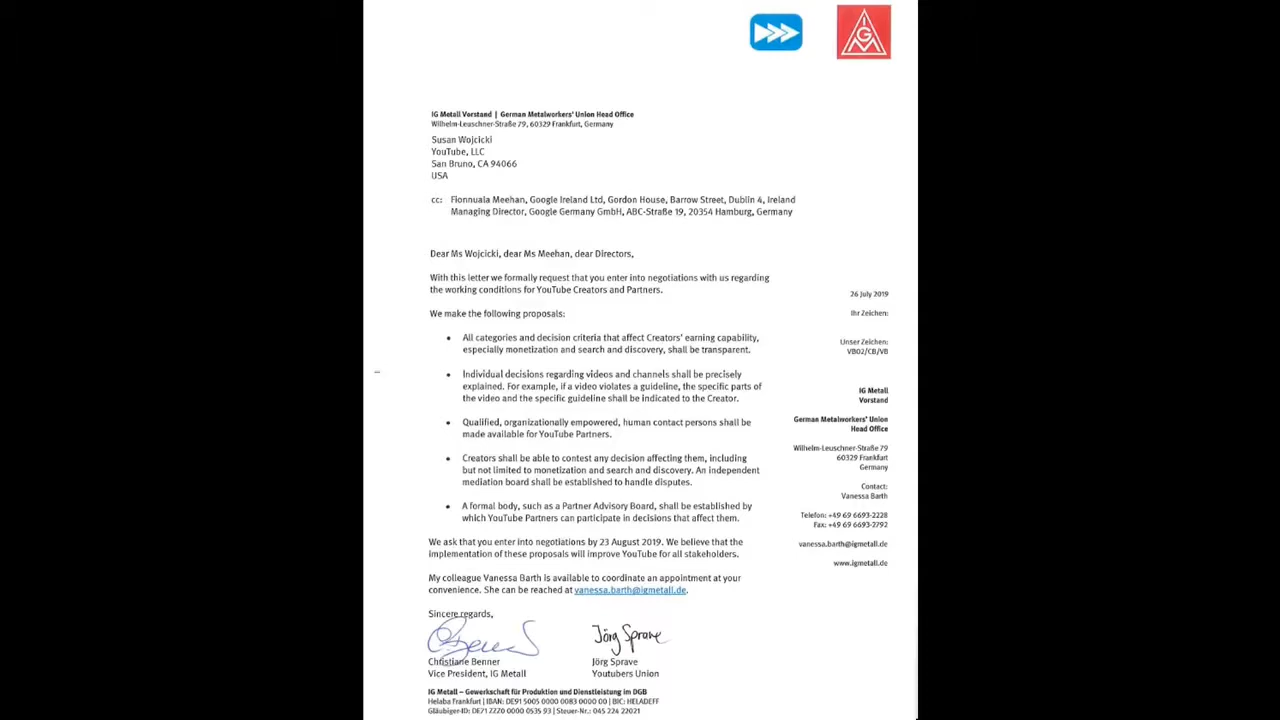 IG Metall Vorstand | German Metalworkers' Union Head Office
Wilhelm-Leuschner-Straße 79, 60329 Frankfurt, Germany
Susan Wojcicki
YouTube, LLC
San Bruno, CA 94066
USA
cc: Fionnuala Meehan, Google Ireland Ltd, Gordon House, Barrow Street, Dublin 4, Ireland
Managing Director, Google Germany GmbH, ABC-Straße 19, 20354 Hamburg, Germany
Dear Ms Wojcicki, dear Ms Meehan, dear Directors,
With this letter we formally request that you enter into negotiations with us regarding
the working conditions for YouTube Creators and Partners.
We make the following proposals:
• All categories and decision criteria that affect Creators' earning capability,
especially monetization and search and discovery, shall be transparent.
• Individual decisions regarding videos and channels shall be precisely
explained. For example, if a video violates a guideline, the specific parts of
the video and the specific guideline shall be indicated to the Creator.
• Qualified, organizationally empowered, human contact persons shall be
made available for YouTube Partners.
• Creators shall be able to contest any decision affecting them, including
but not limited to monetization and search and discovery. An independent
mediation board shall be established to handle disputes.
• A formal body, such as a Partner Advisory Board, shall be established by
which YouTube Partners can participate in decisions that affect them.
We ask that you enter into negotiations by 23 August 2019. We believe that the
implementation of these proposals will improve YouTube for all stakeholders.
My colleague Vanessa Barth is available to coordinate an appointment at your
convenience. She can be reached at vanessa.barth@igmetall.de.
Sincere regards,
Jörg Sprave
Christiane Benner
Vice President, IG Metall
Jörg Sprave
Youtubers Union
IG Metall – Gewerkschaft für Produktion und Dienstleistung im DGB
Helaba Frankfurt | IBAN: DE91 5005 0000 0083 0000 00 | BIC: HELADEFF
Gläubiger-ID: DE71 ZZZ0 0000 0535 93 | Steuer-Nr.: 045 224 22021
IGM
26 July 2019
Ihr Zeichen:
Unser Zeichen:
VB02/CB/VB
IG Metall
Vorstand
German Metalworkers' Union
Head Office
Wilhelm-Leuschner-Straße 79
60329 Frankfurt
Germany
Contact:
Vanessa Barth
Telefon: +49 69 6693-2228
Fax: +49 69 6693-2792
vanessa.barth@igmetall.de
www.igmetall.de